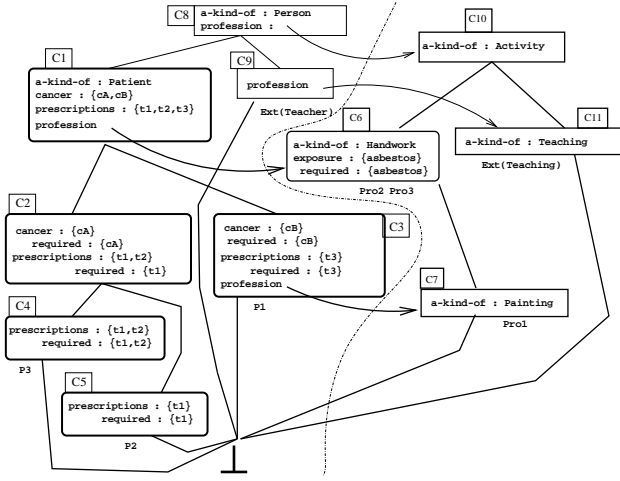 C8
a-kind-of : Person
profession :
C10
a-kind-of : Activity
C1
a-kind-of : Patient
cancer : {cA,cB}
prescriptions : {t1,t2,t3}
profession
C9
profession
Ext(Teacher)
C6
a-kind-of : Handwork
exposure : {asbestos}
required : {asbestos}
Pro2 Pro3
C11
a-kind-of : Teaching
Ext(Teaching)
C2
cancer : {cA}
required : {cA}
prescriptions : {t1,t2}
required : {t1}
C3
cancer : {cB}
required : {cB}
prescriptions : {t3}
required : {t3}
profession
P1
C7
a-kind-of : Painting
Pro1
C4
prescriptions : {t1,t2}
required : {t1,t2}
P3
C5
prescriptions : {t1}
required : {t1}
P2